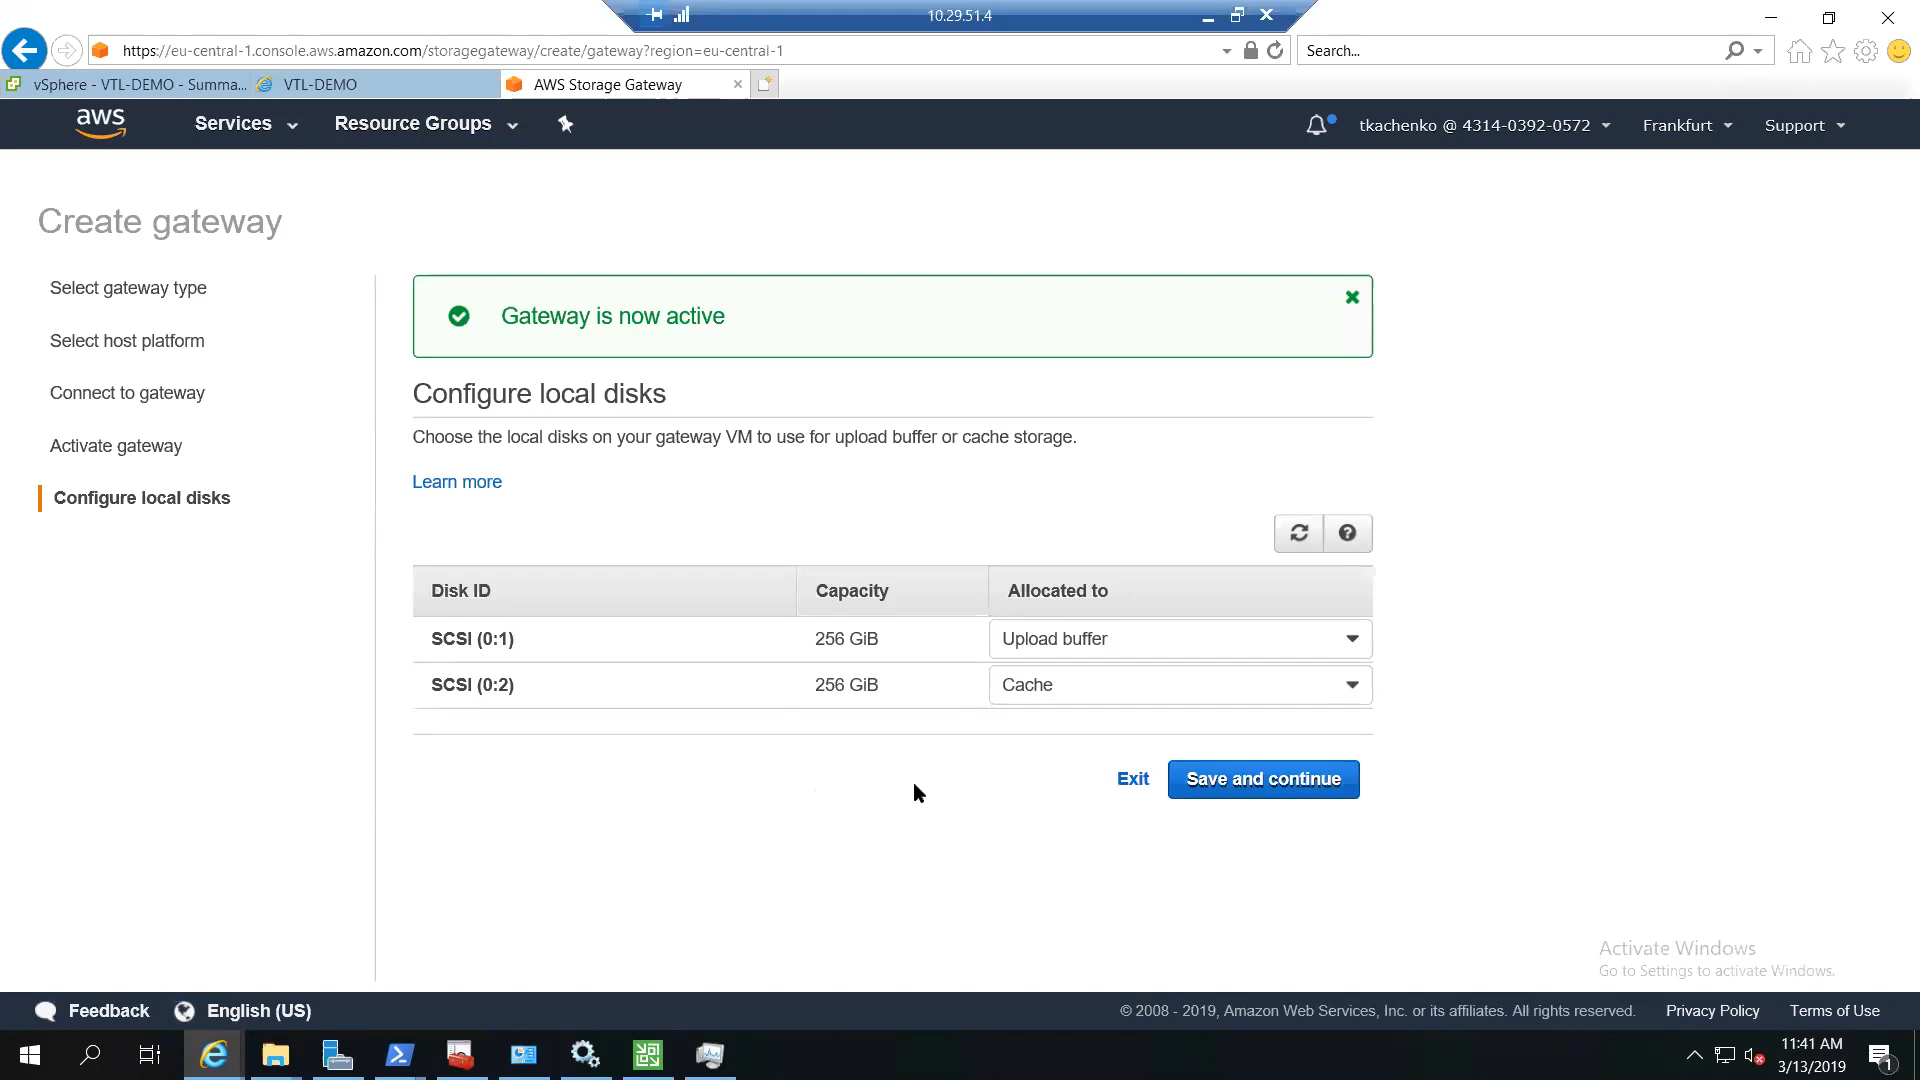 10.29.51.4
https://eu-central-1.console.aws.amazon.com/storagegateway/create/gateway?region=eu-central-1
Search...
vSphere - VTL-DEMO - Summa...
VTL-DEMO
AWS Storage Gateway
aws
Services
Resource Groups
tkachenko @ 4314-0392-0572
Frankfurt
Support
Create gateway
Select gateway type
Select host platform
Connect to gateway
Activate gateway
Configure local disks
Gateway is now active
Configure local disks
Choose the local disks on your gateway VM to use for upload buffer or cache storage.
Learn more
Disk ID Capacity Allocated to
SCSI (0:1) 256 GiB Upload buffer
SCSI (0:2) 256 GiB Cache
Exit Save and continue
Activate Windows
Go to Settings to activate Windows.
Feedback
English (US)
© 2008 - 2019, Amazon Web Services, Inc. or its affiliates. All rights reserved.
Privacy Policy
Terms of Use
11:41 AM
3/13/2019
1